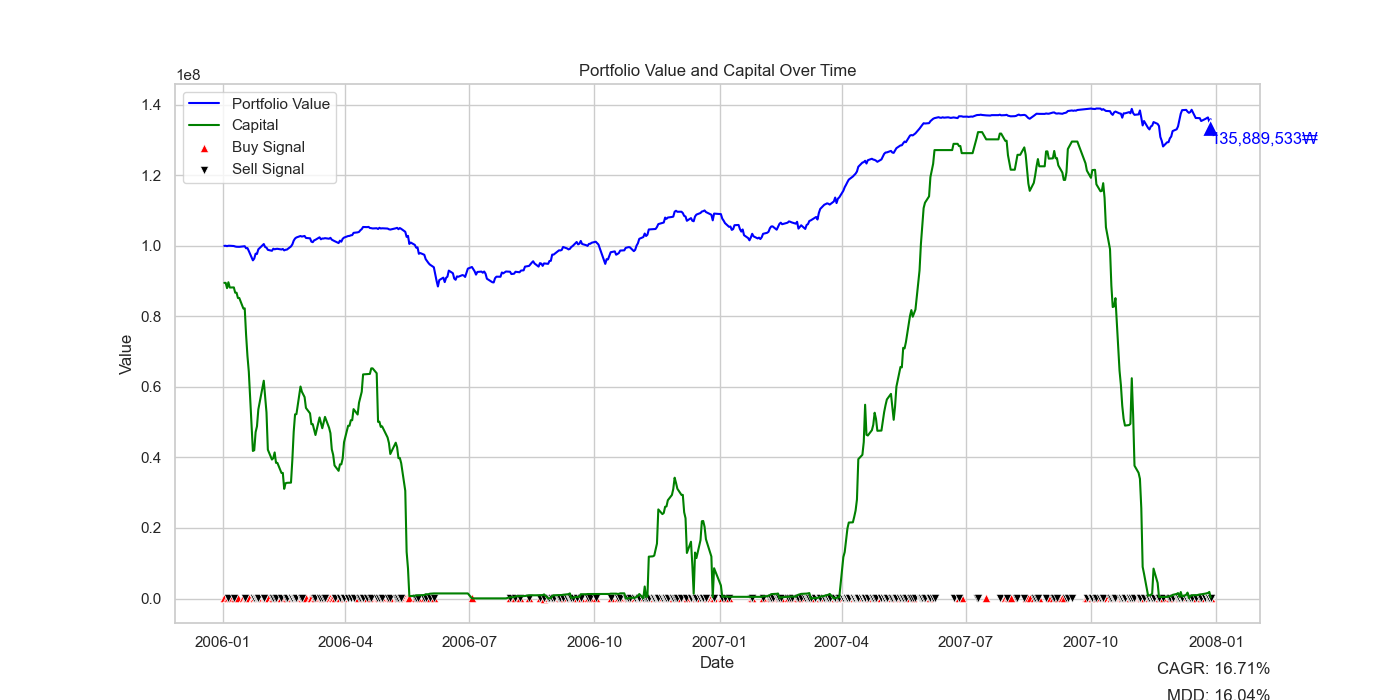 Portfolio Value and Capital Over Time
1e8
Portfolio Value
Capital
Buy Signal
Sell Signal
1.4
1.2
1.0
0.8
0.6
0.4
0.2
0.0
Value
135,889,533₩
2006-01
2006-04
2006-07
2006-10
2007-01
2007-04
2007-07
2007-10
2008-01
Date
CAGR: 16.71%
MDD: 16.04%